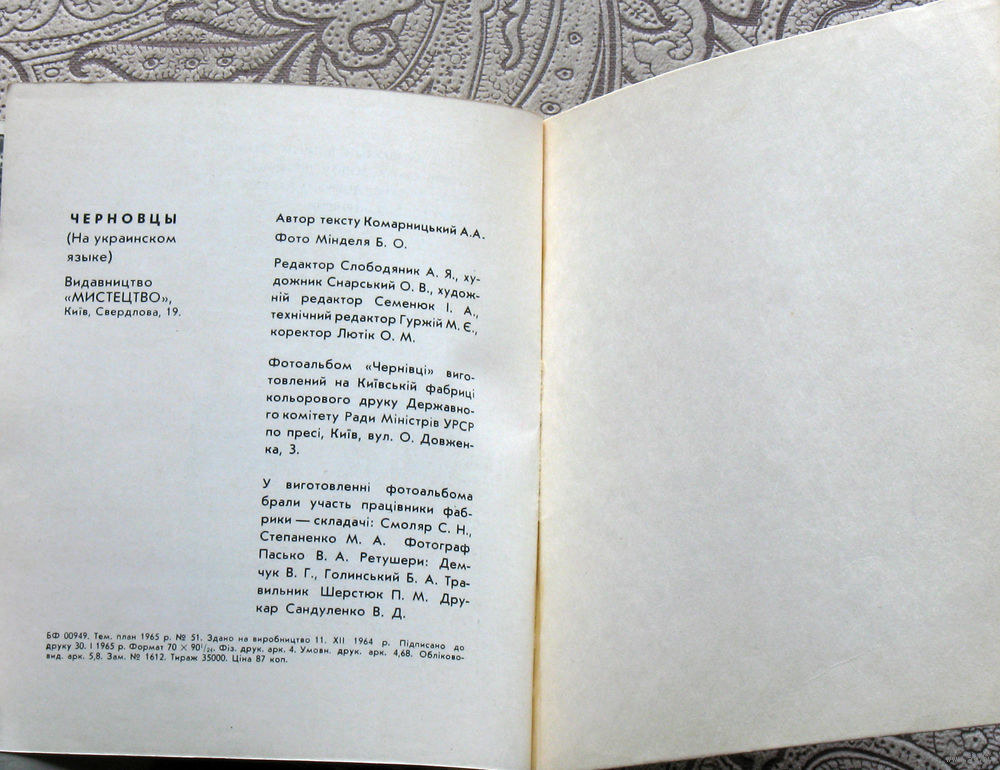 ЧЕРНОВЦЫ
(На украинском
языке)
Видавництво
«МИСТЕЦТВО»,
Київ, Свердлова, 19.
Автор тексту Комарницький А.А.
Фото Мінделя Б. О.
Редактор Слободяник А. Я., ху-
дожник Снарський О. В., худож-
ній редактор Семенюк І. А.,
технічний редактор Гуржій М. Є.,
коректор Лютік О. М.
Фотоальбом «Чернівці» виго-
товлений на Київській фабриці
кольорового друку Державно-
го комітету Ради Міністрів УРСР
по пресі, Київ, вул. О. Довжен-
ка, 3.
У виготовленні фотоальбома
брали участь працівники фаб-
рики — складачі: Смоляр С. Н.,
Степаненко М. А. Фотограф
Пасько В. А. Ретушери: Дем-
чук В. Г., Голинський Б. А. Тра-
вильник Шерстюк П. М. Дру-
кар Сандуленко В. Д.
БФ 00949. Тем. план 1965 р. № 51. Здано на виробництво 11. XII 1964 р. Підписано до
друку 30. I 1965 р. Формат 70 × 90¹/₂₄. Фіз. друк. арк. 4. Умовн. друк. арк. 4,68. Обліково-
вид. арк. 5,8. Зам. № 1612. Тираж 35000. Ціна 87 коп.